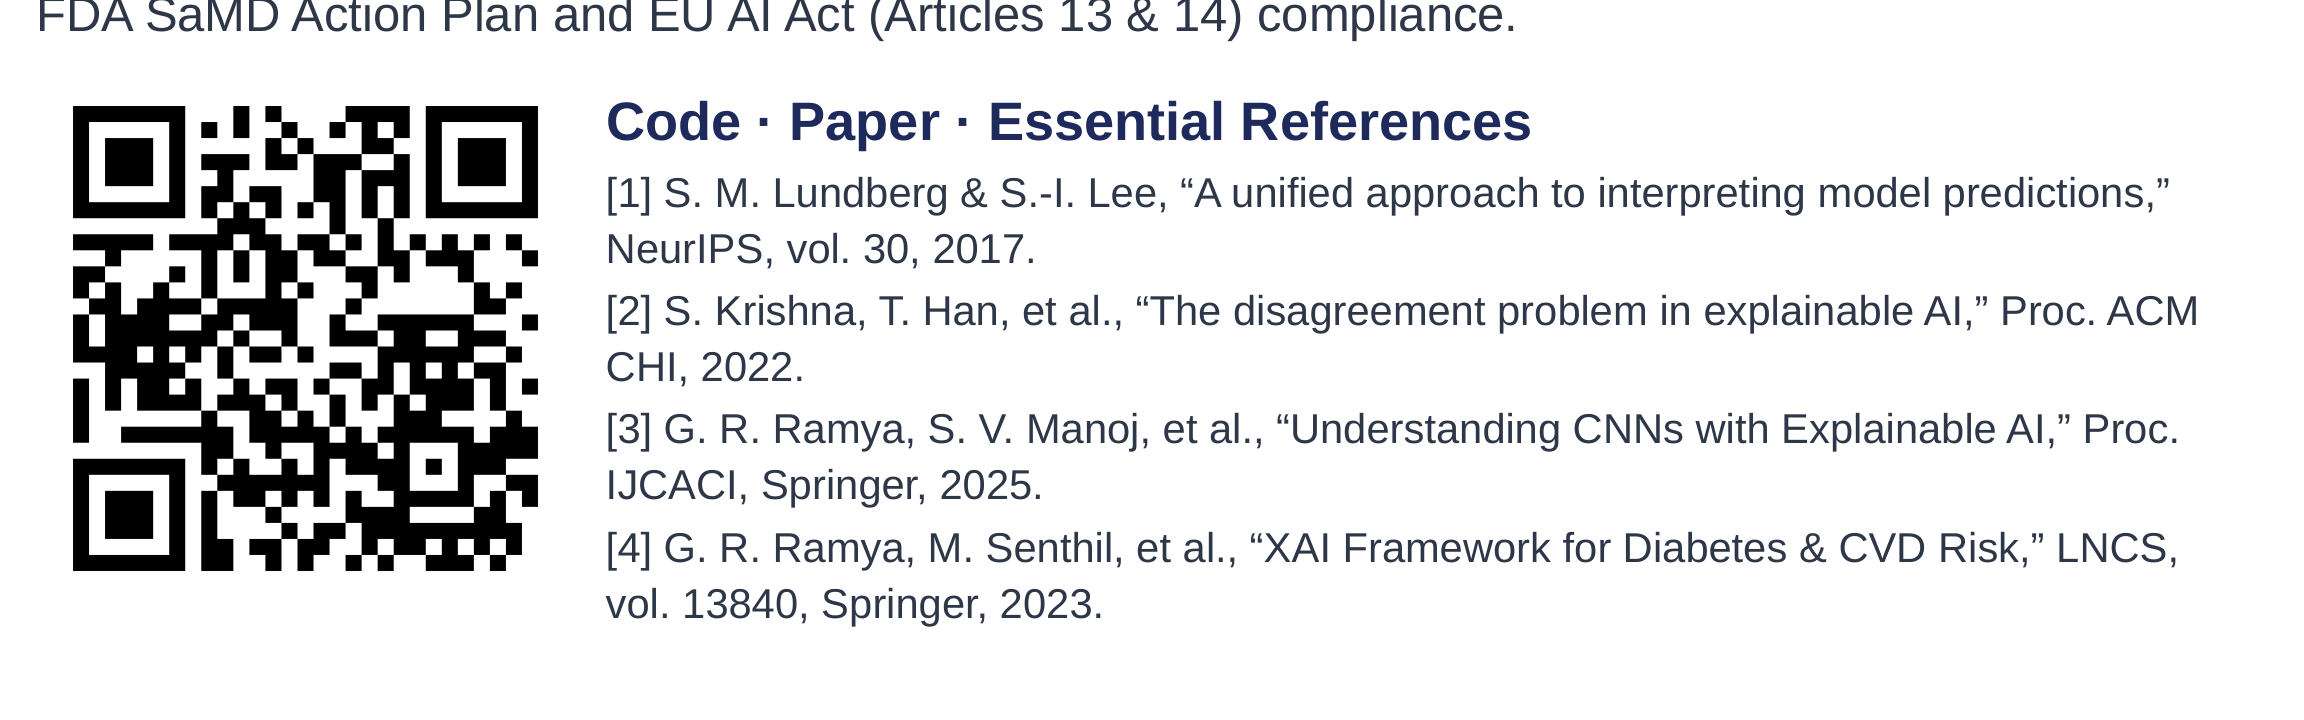 FDA SaMD Action Plan and EU AI Act (Articles 13 & 14) compliance.
Code · Paper · Essential References
[1] S. M. Lundberg & S.-I. Lee, “A unified approach to interpreting model predictions,”
NeurIPS, vol. 30, 2017.
[2] S. Krishna, T. Han, et al., “The disagreement problem in explainable AI,” Proc. ACM
CHI, 2022.
[3] G. R. Ramya, S. V. Manoj, et al., “Understanding CNNs with Explainable AI,” Proc.
IJCACI, Springer, 2025.
[4] G. R. Ramya, M. Senthil, et al., “XAI Framework for Diabetes & CVD Risk,” LNCS,
vol. 13840, Springer, 2023.